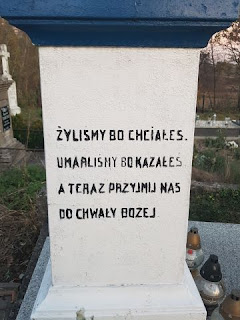 ŻYLISMY BO CHCIAŁES.
UMARLISMY BO KAZAŁES
A TERAZ PRZYJMIJ NAS
DO CHWAŁY BOZEJ